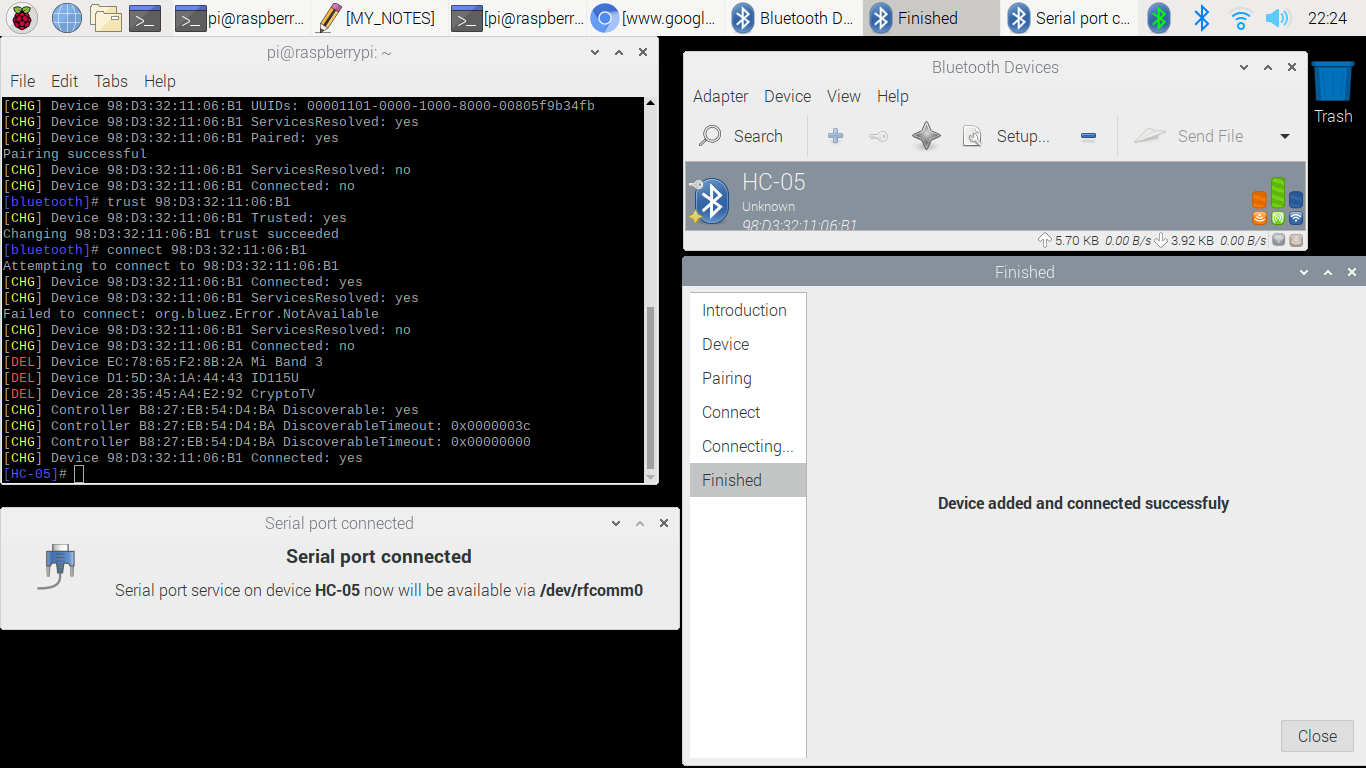 pi@raspberr...
[MY_NOTES]
[pi@raspberr...
[www.googl...
Bluetooth D...
Finished
Serial port c...
22:24
pi@raspberrypi: ~
File Edit Tabs Help
[CHG] Device 98:D3:32:11:06:B1 UUIDs: 00001101-0000-1000-8000-00805f9b34fb
[CHG] Device 98:D3:32:11:06:B1 ServicesResolved: yes
[CHG] Device 98:D3:32:11:06:B1 Paired: yes
Pairing successful
[CHG] Device 98:D3:32:11:06:B1 ServicesResolved: no
[CHG] Device 98:D3:32:11:06:B1 Connected: no
[bluetooth]# trust 98:D3:32:11:06:B1
[CHG] Device 98:D3:32:11:06:B1 Trusted: yes
Changing 98:D3:32:11:06:B1 trust succeeded
[bluetooth]# connect 98:D3:32:11:06:B1
Attempting to connect to 98:D3:32:11:06:B1
[CHG] Device 98:D3:32:11:06:B1 Connected: yes
[CHG] Device 98:D3:32:11:06:B1 ServicesResolved: yes
Failed to connect: org.bluez.Error.NotAvailable
[CHG] Device 98:D3:32:11:06:B1 ServicesResolved: no
[CHG] Device 98:D3:32:11:06:B1 Connected: no
[DEL] Device EC:78:65:F2:8B:2A Mi Band 3
[DEL] Device D1:5D:3A:1A:44:43 ID115U
[DEL] Device 28:35:45:A4:E2:92 CryptoTV
[CHG] Controller B8:27:EB:54:D4:BA Discoverable: yes
[CHG] Controller B8:27:EB:54:D4:BA DiscoverableTimeout: 0x0000003c
[CHG] Controller B8:27:EB:54:D4:BA DiscoverableTimeout: 0x00000000
[CHG] Device 98:D3:32:11:06:B1 Connected: yes
[HC-05]#
Bluetooth Devices
Adapter Device View Help
Search
Setup...
Send File
HC-05
Unknown
98:D3:32:11:06:B1
5.70 KB 0.00 B/s 3.92 KB 0.00 B/s
Trash
Finished
Introduction
Device
Pairing
Connect
Connecting...
Finished
Device added and connected successfuly
Close
Serial port connected
Serial port connected
Serial port service on device HC-05 now will be available via /dev/rfcomm0